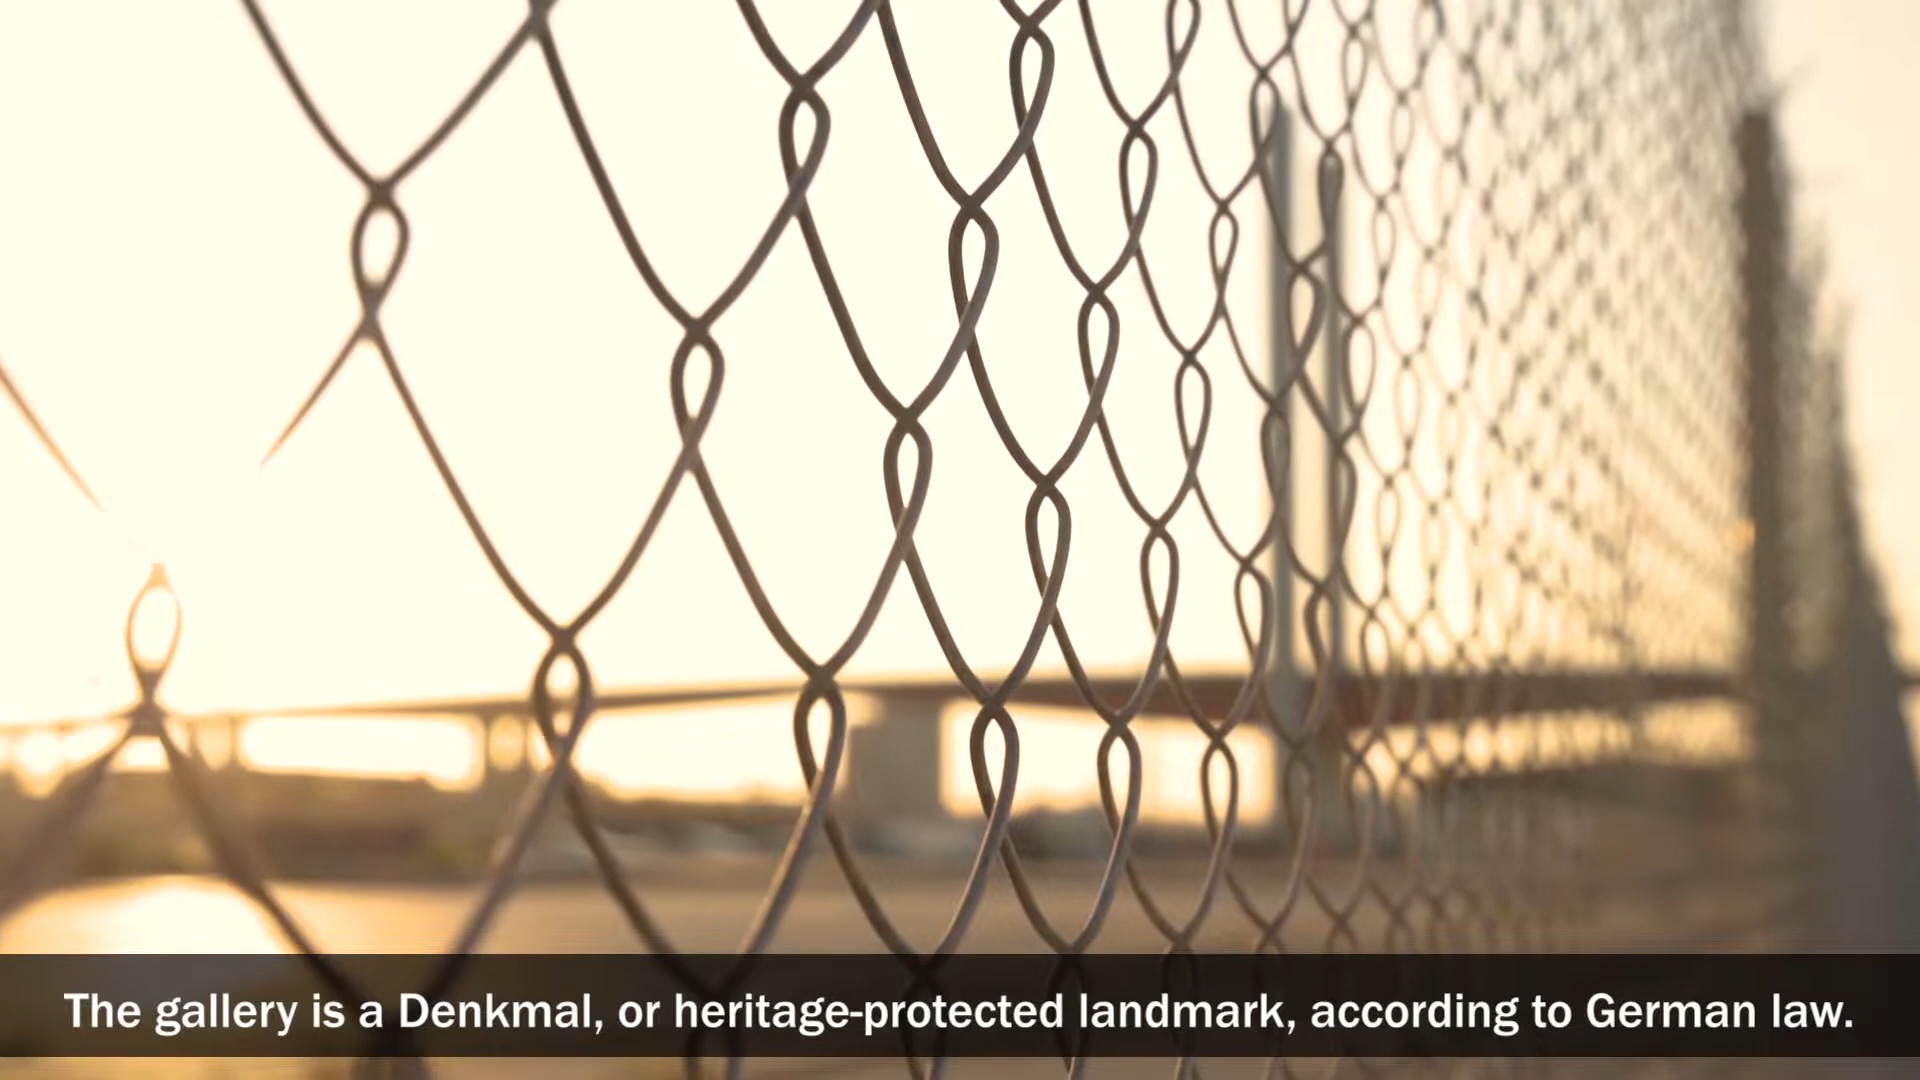 The gallery is a Denkmal, or heritage-protected landmark, according to German law.